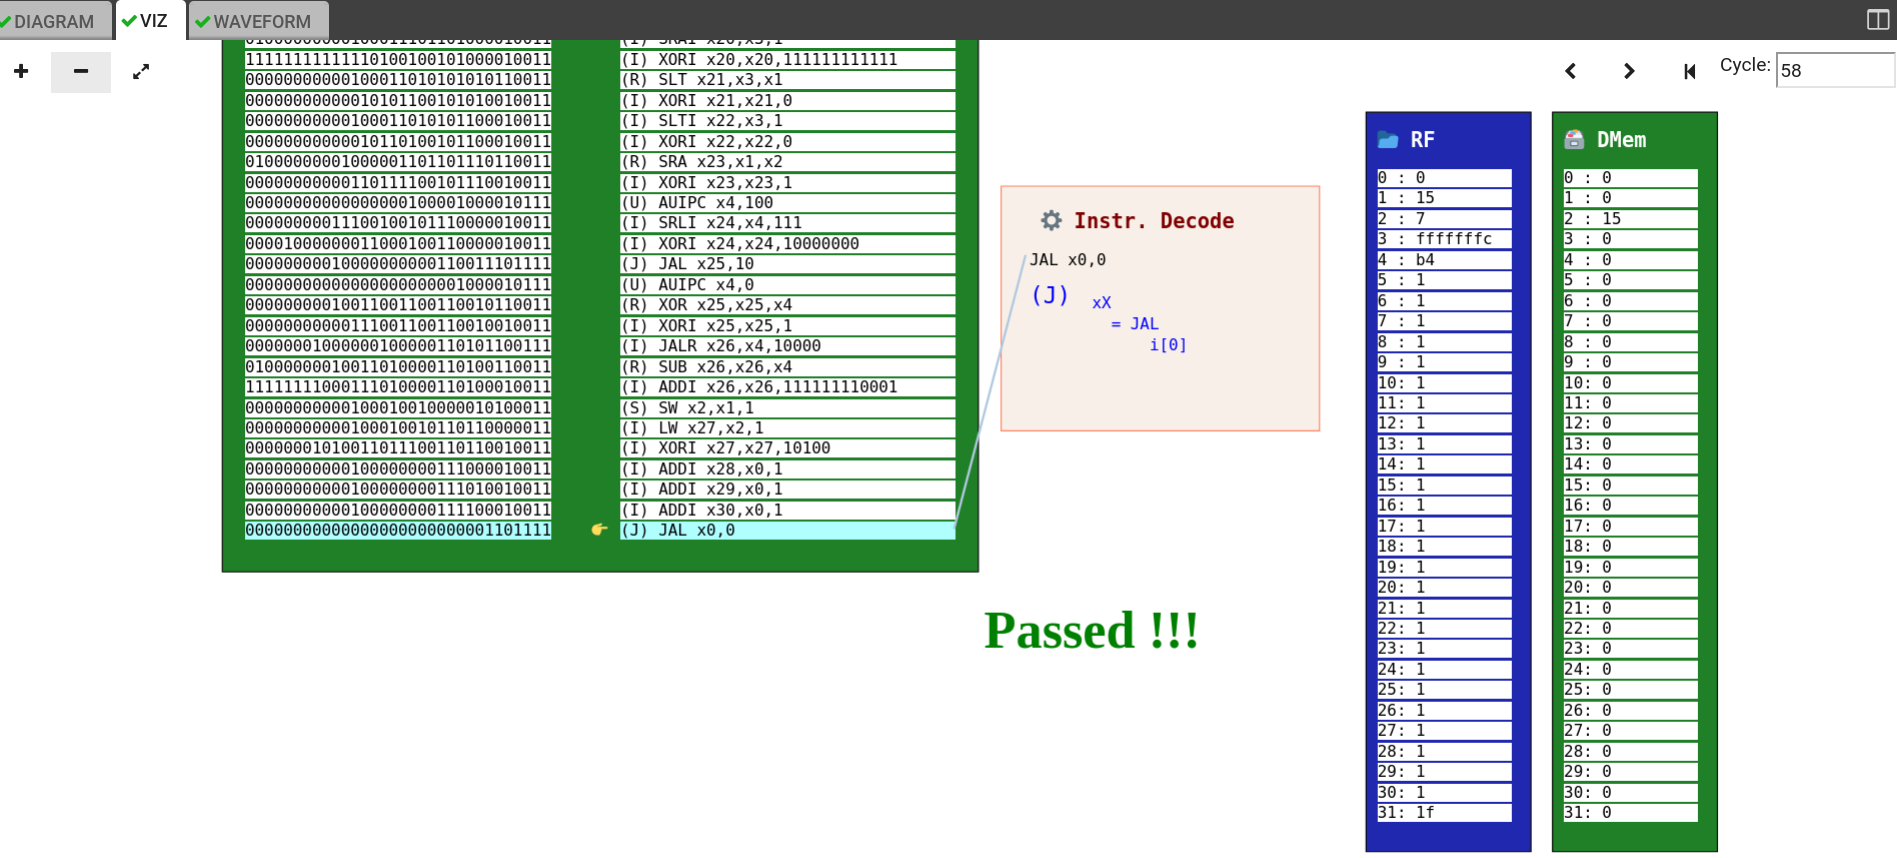 DIAGRAM VIZ WAVEFORM
Cycle: 58
01000000000100011101101000010011 (I) SRAI x20,x3,1
11111111111110100100101000010011 (I) XORI x20,x20,111111111111
00000000000100011010101010110011 (R) SLT x21,x3,x1
00000000000010101100101010010011 (I) XORI x21,x21,0
00000000000100011010101100010011 (I) SLTI x22,x3,1
00000000000010110100101100010011 (I) XORI x22,x22,0
01000000001000001101101110110011 (R) SRA x23,x1,x2
00000000000110111100101110010011 (I) XORI x23,x23,1
00000000000000000100001000010111 (U) AUIPC x4,100
00000000011100100101110000010011 (I) SRLI x24,x4,111
00001000000011000100110000010011 (I) XORI x24,x24,10000000
00000000010000000000110011101111 (J) JAL x25,10
00000000000000000000001000010111 (U) AUIPC x4,0
00000000010011001100110010110011 (R) XOR x25,x25,x4
00000000000111001100110010010011 (I) XORI x25,x25,1
00000001000000100000110101100111 (I) JALR x26,x4,10000
01000000010011010000110100110011 (R) SUB x26,x26,x4
11111111000111010000110100010011 (I) ADDI x26,x26,111111110001
00000000000100010010000010100011 (S) SW x2,x1,1
00000000000100010010110110000011 (I) LW x27,x2,1
00000001010011011100110110010011 (I) XORI x27,x27,10100
00000000000100000000111000010011 (I) ADDI x28,x0,1
00000000000100000000111010010011 (I) ADDI x29,x0,1
00000000000100000000111100010011 (I) ADDI x30,x0,1
00000000000000000000000001101111 (J) JAL x0,0
Instr. Decode
JAL x0,0
(J) xX
= JAL
i[0]
Passed !!!
RF
0 : 0
1 : 15
2 : 7
3 : fffffffc
4 : b4
5 : 1
6 : 1
7 : 1
8 : 1
9 : 1
10: 1
11: 1
12: 1
13: 1
14: 1
15: 1
16: 1
17: 1
18: 1
19: 1
20: 1
21: 1
22: 1
23: 1
24: 1
25: 1
26: 1
27: 1
28: 1
29: 1
30: 1
31: 1f
DMem
0 : 0
1 : 0
2 : 15
3 : 0
4 : 0
5 : 0
6 : 0
7 : 0
8 : 0
9 : 0
10: 0
11: 0
12: 0
13: 0
14: 0
15: 0
16: 0
17: 0
18: 0
19: 0
20: 0
21: 0
22: 0
23: 0
24: 0
25: 0
26: 0
27: 0
28: 0
29: 0
30: 0
31: 0